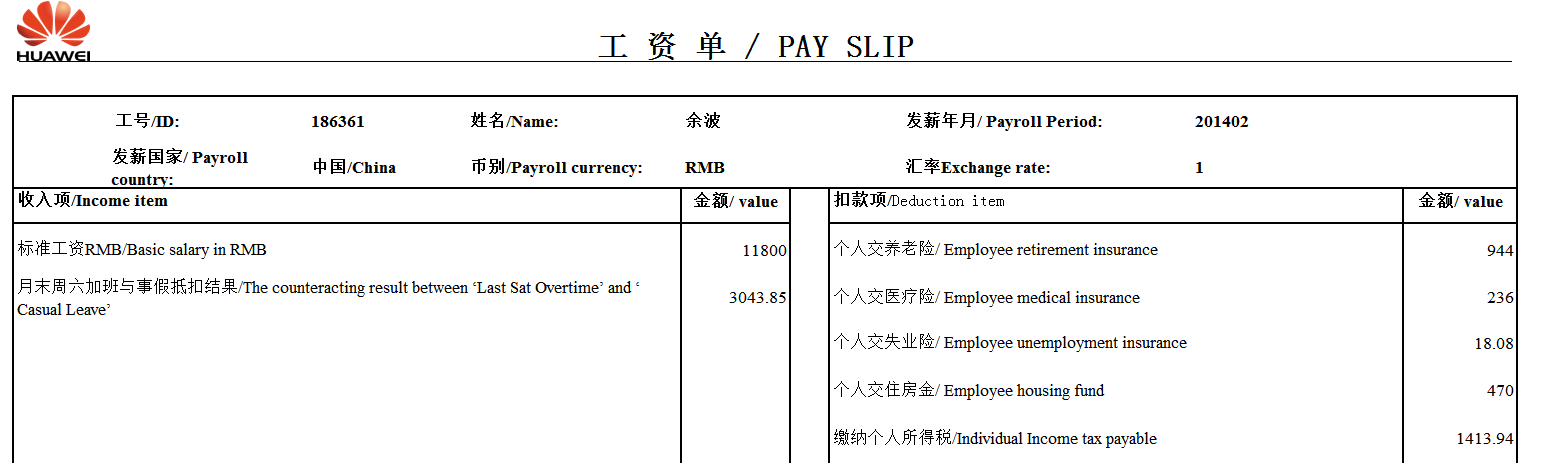 HUAWEI
工 资 单 / PAY SLIP
工号/ID: 186361 姓名/Name: 余波 发薪年月/ Payroll Period: 201402
发薪国家/ Payroll country: 中国/China 币别/Payroll currency: RMB 汇率Exchange rate: 1
收入项/Income item 金额/ value 扣款项/Deduction item 金额/ value
标准工资RMB/Basic salary in RMB 11800 个人交养老险/ Employee retirement insurance 944
月末周六加班与事假抵扣结果/The counteracting result between ‘Last Sat Overtime’ and ‘
Casual Leave’ 3043.85 个人交医疗险/ Employee medical insurance 236
个人交失业险/ Employee unemployment insurance 18.08
个人交住房金/ Employee housing fund 470
缴纳个人所得税/Individual Income tax payable 1413.94